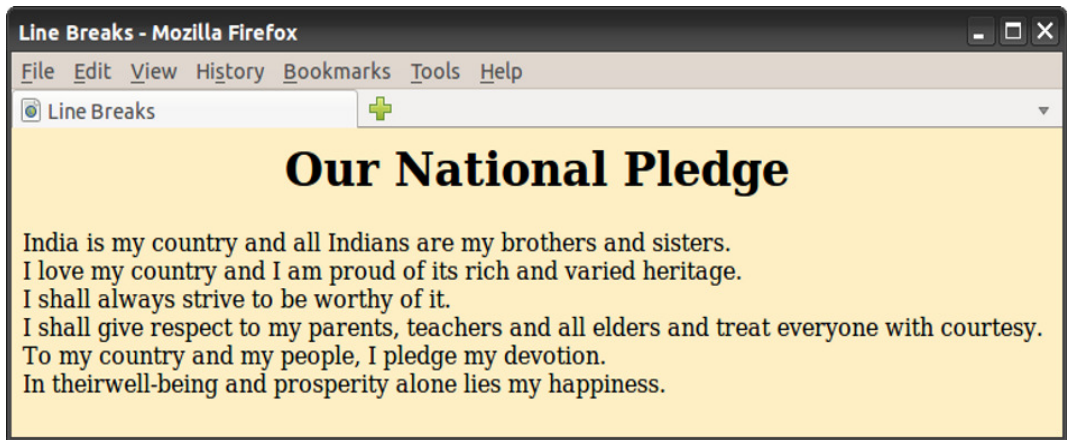 Line Breaks - Mozilla Firefox
File Edit View History Bookmarks Tools Help
Line Breaks
Our National Pledge
India is my country and all Indians are my brothers and sisters.
I love my country and I am proud of its rich and varied heritage.
I shall always strive to be worthy of it.
I shall give respect to my parents, teachers and all elders and treat everyone with courtesy.
To my country and my people, I pledge my devotion.
In theirwell-being and prosperity alone lies my happiness.